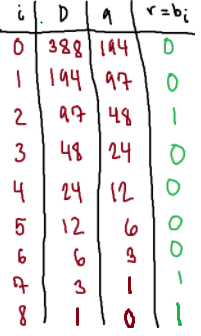 i D q r=bi
0 388 194 0
1 194 97 0
2 97 48 1
3 48 24 0
4 24 12 0
5 12 6 0
6 6 3 0
7 3 1 1
8 1 0 1